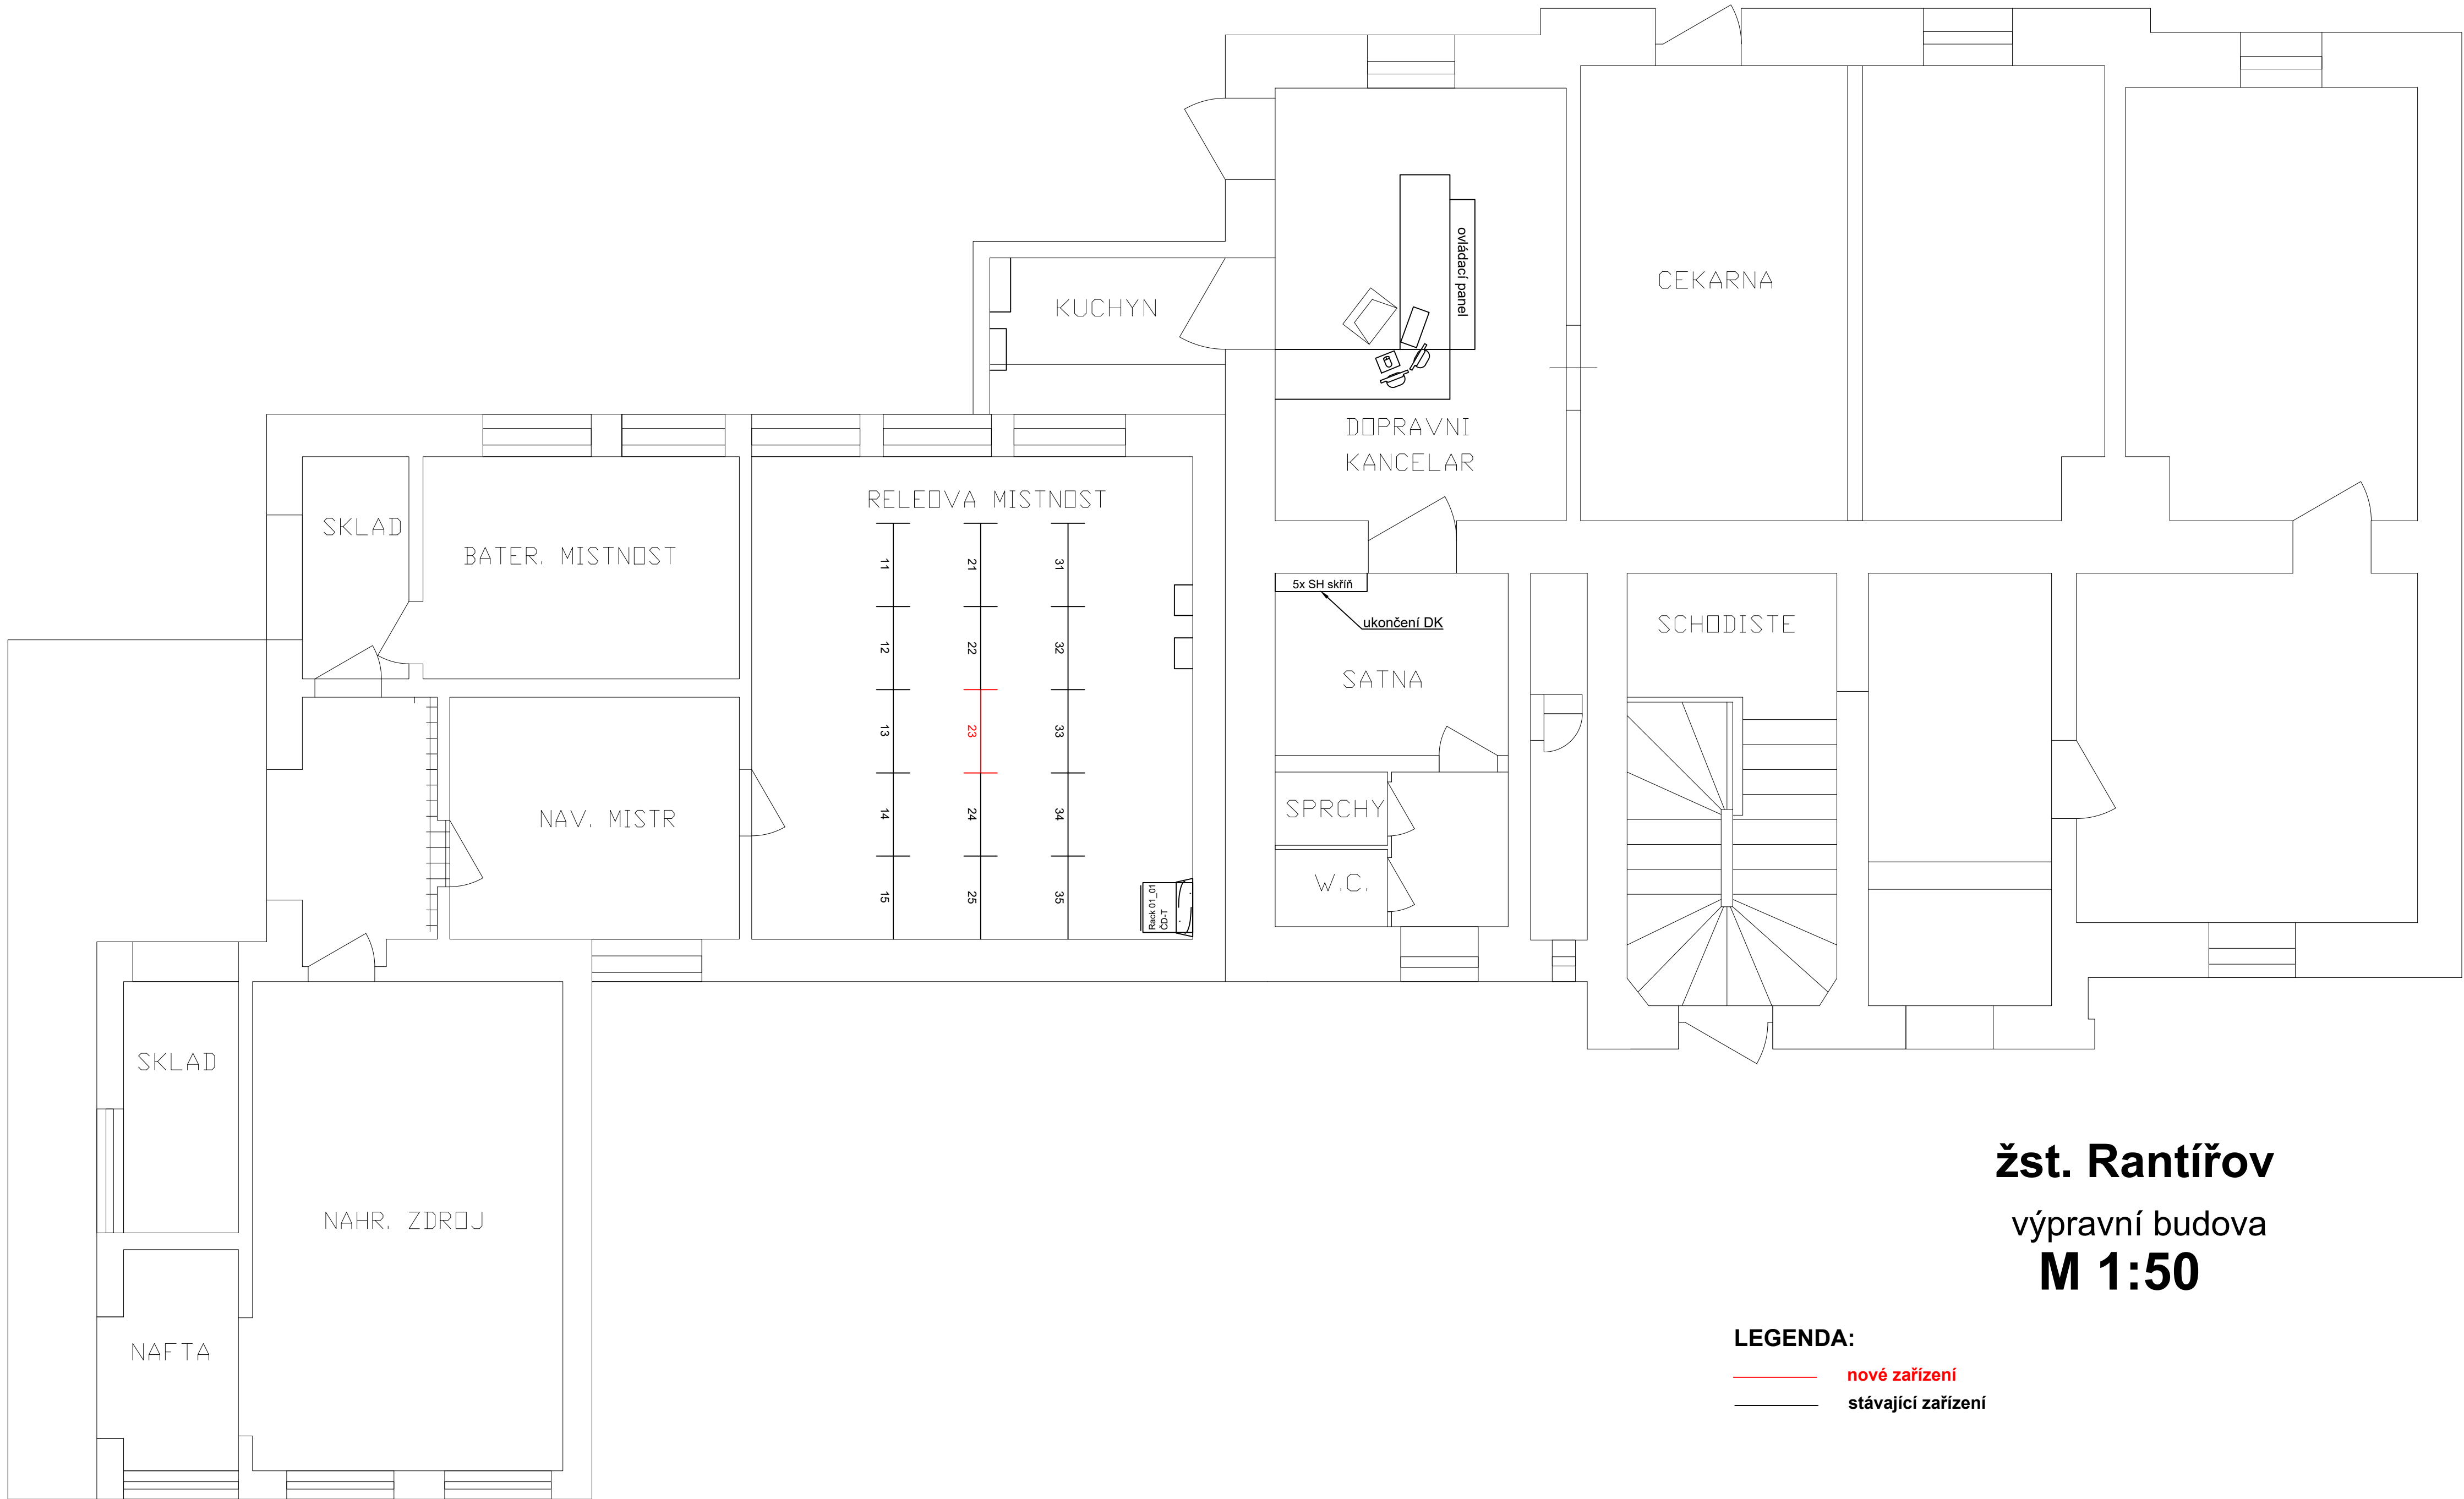 KUCHYN
ovládací panel
CEKARNA
DOPRAVNI
KANCELAR
SKLAD
BATER. MISTNOST
RELEOVA MISTNOST
11
21
31
12
22
32
13
23
33
14
24
34
15
25
35
Rack 01_01
ČD-T
NAV. MISTR
5x SH skříň
ukončení DK
SATNA
SPRCHY
W.C.
SCHODISTE
SKLAD
NAHR. ZDROJ
NAFTA
žst. Rantířov
výpravní budova
M 1:50
LEGENDA:
nové zařízení
stávající zařízení